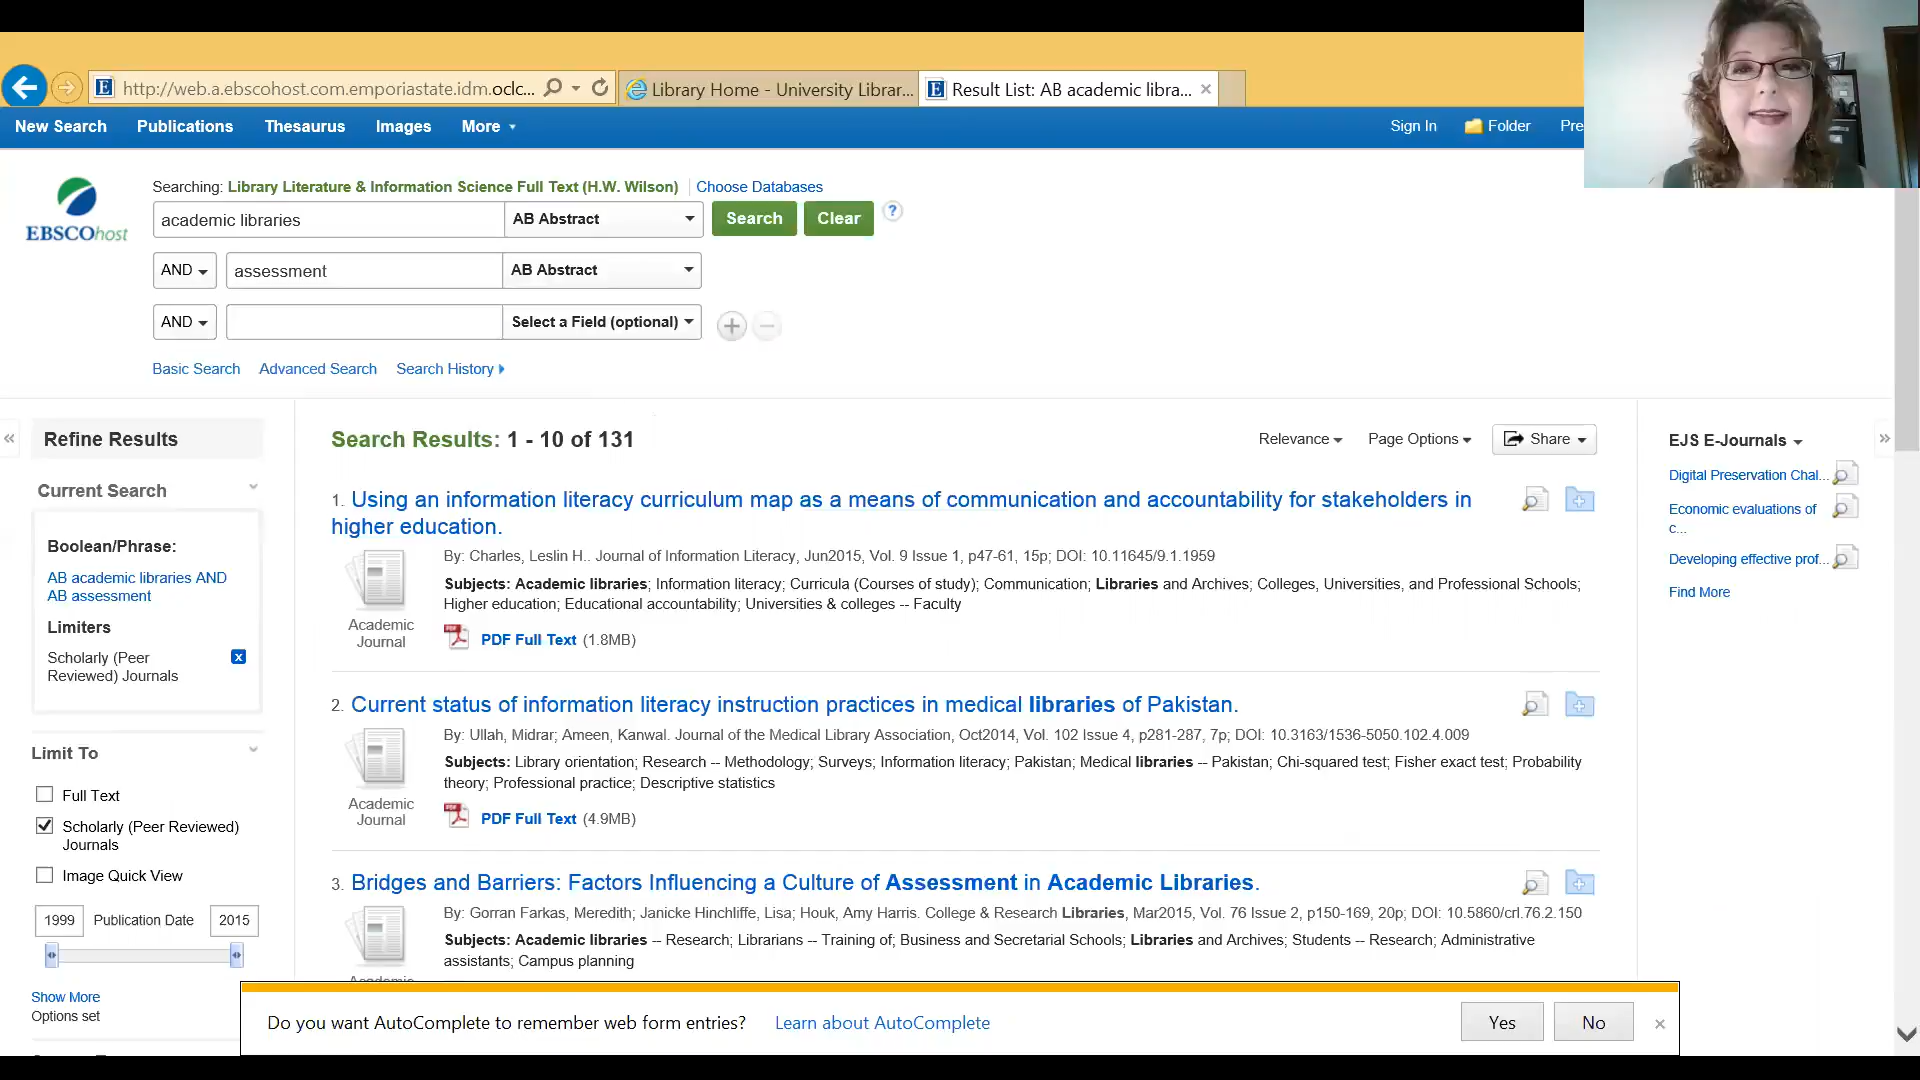 http://web.a.ebscohost.com.emporiastate.idm.oclc...
Library Home - University Librar...
Result List: AB academic libra...
New Search Publications Thesaurus Images More
Sign In Folder Pre
Searching: Library Literature & Information Science Full Text (H.W. Wilson) Choose Databases
EBSCOhost
academic libraries AB Abstract Search Clear ?
AND assessment AB Abstract
AND Select a Field (optional)
Basic Search Advanced Search Search History
Refine Results
Current Search
Boolean/Phrase:
AB academic libraries AND
AB assessment
Limiters
Scholarly (Peer
Reviewed) Journals
Limit To
Full Text
Scholarly (Peer Reviewed)
Journals
Image Quick View
1999 Publication Date 2015
Show More
Options set
Search Results: 1 - 10 of 131
Relevance Page Options Share
1. Using an information literacy curriculum map as a means of communication and accountability for stakeholders in
higher education.
By: Charles, Leslin H.. Journal of Information Literacy, Jun2015, Vol. 9 Issue 1, p47-61, 15p; DOI: 10.11645/9.1.1959
Subjects: Academic libraries; Information literacy; Curricula (Courses of study); Communication; Libraries and Archives; Colleges, Universities, and Professional Schools;
Higher education; Educational accountability; Universities & colleges -- Faculty
Academic
Journal
PDF Full Text (1.8MB)
2. Current status of information literacy instruction practices in medical libraries of Pakistan.
By: Ullah, Midrar; Ameen, Kanwal. Journal of the Medical Library Association, Oct2014, Vol. 102 Issue 4, p281-287, 7p; DOI: 10.3163/1536-5050.102.4.009
Subjects: Library orientation; Research -- Methodology; Surveys; Information literacy; Pakistan; Medical libraries -- Pakistan; Chi-squared test; Fisher exact test; Probability
theory; Professional practice; Descriptive statistics
Academic
Journal
PDF Full Text (4.9MB)
3. Bridges and Barriers: Factors Influencing a Culture of Assessment in Academic Libraries.
By: Gorran Farkas, Meredith; Janicke Hinchliffe, Lisa; Houk, Amy Harris. College & Research Libraries, Mar2015, Vol. 76 Issue 2, p150-169, 20p; DOI: 10.5860/crl.76.2.150
Subjects: Academic libraries -- Research; Librarians -- Training of; Business and Secretarial Schools; Libraries and Archives; Students -- Research; Administrative
assistants; Campus planning
EJS E-Journals
Digital Preservation Chal...
Economic evaluations of
c...
Developing effective prof...
Find More
Do you want AutoComplete to remember web form entries? Learn about AutoComplete Yes No